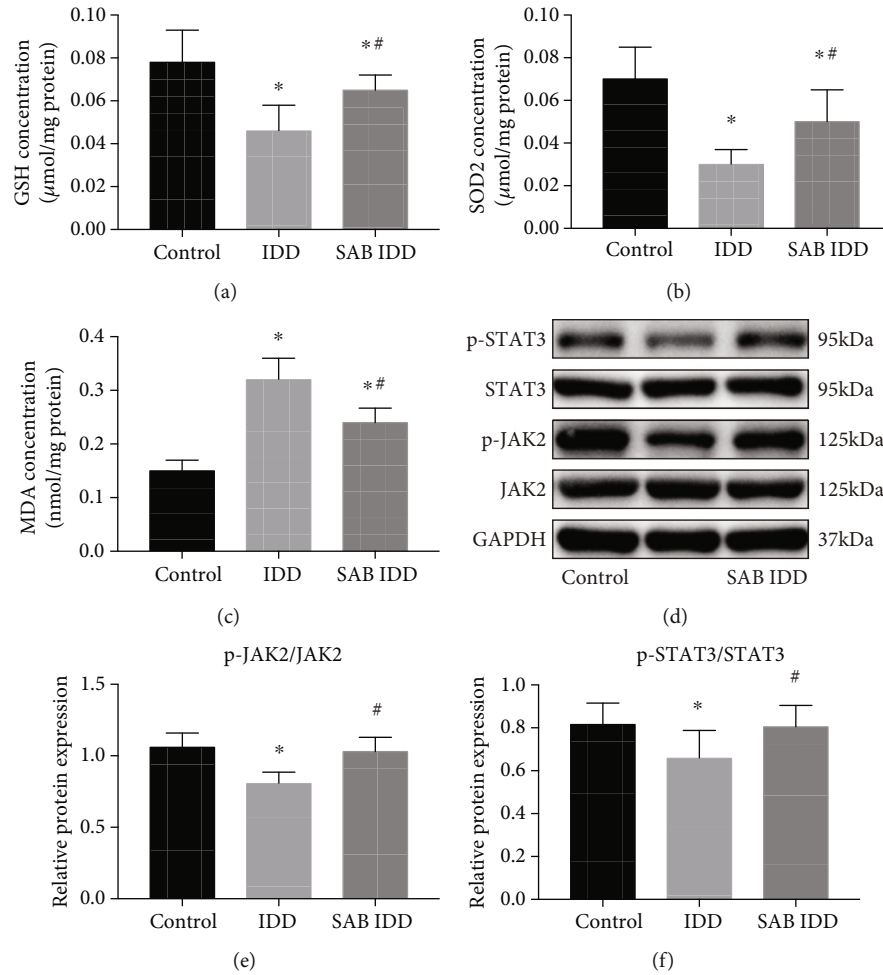 GSH concentration
(µmol/mg protein)
0.10
0.08
0.06
0.04
0.02
0.00
*
*#
Control IDD SAB IDD
(a)
SOD2 concentration
(µmol/mg protein)
0.10
0.08
0.06
0.04
0.02
0.00
*
*#
Control IDD SAB IDD
(b)
MDA concentration
(nmol/mg protein)
0.4
0.3
0.2
0.1
0.0
*
*#
Control IDD SAB IDD
(c)
p-STAT3 95kDa
STAT3 95kDa
p-JAK2 125kDa
JAK2 125kDa
GAPDH 37kDa
Control SAB IDD
(d)
p-JAK2/JAK2
Relative protein expression
1.5
1.0
0.5
0.0
*
#
Control IDD SAB IDD
(e)
p-STAT3/STAT3
Relative protein expression
1.0
0.8
0.6
0.4
0.2
0.0
*
#
Control IDD SAB IDD
(f)